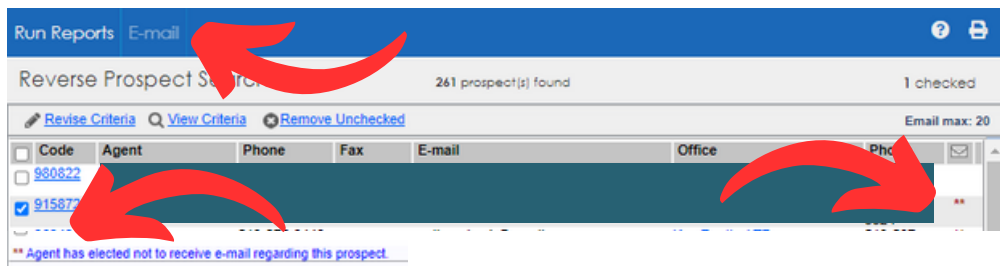 Run Reports E-mail
Reverse Prospect 261 prospect(s) found 1 checked
Revise Criteria View Criteria Remove Unchecked Email max: 20
Code Agent Phone Fax E-mail Office
980822
915872 **
** Agent has elected not to receive e-mail regarding this prospect.